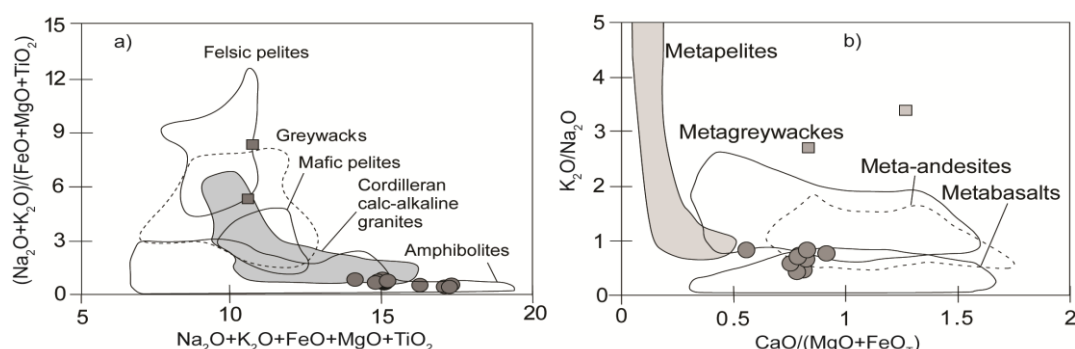 15
12
9
6
3
0
5
10
15
20
(Na₂O+K₂O)/(FeO+MgO+TiO₂)
Na₂O+K₂O+FeO+MgO+TiO₂
a)
Felsic pelites
Greywacks
Mafic pelites
Cordilleran
calc-alkaline
granites
Amphibolites
5
4
3
2
1
0
0
0.5
1
1.5
2
K₂O/Na₂O
CaO/(MgO+FeOT)
b)
Metapelites
Metagreywackes
Meta-andesites
Metabasalts